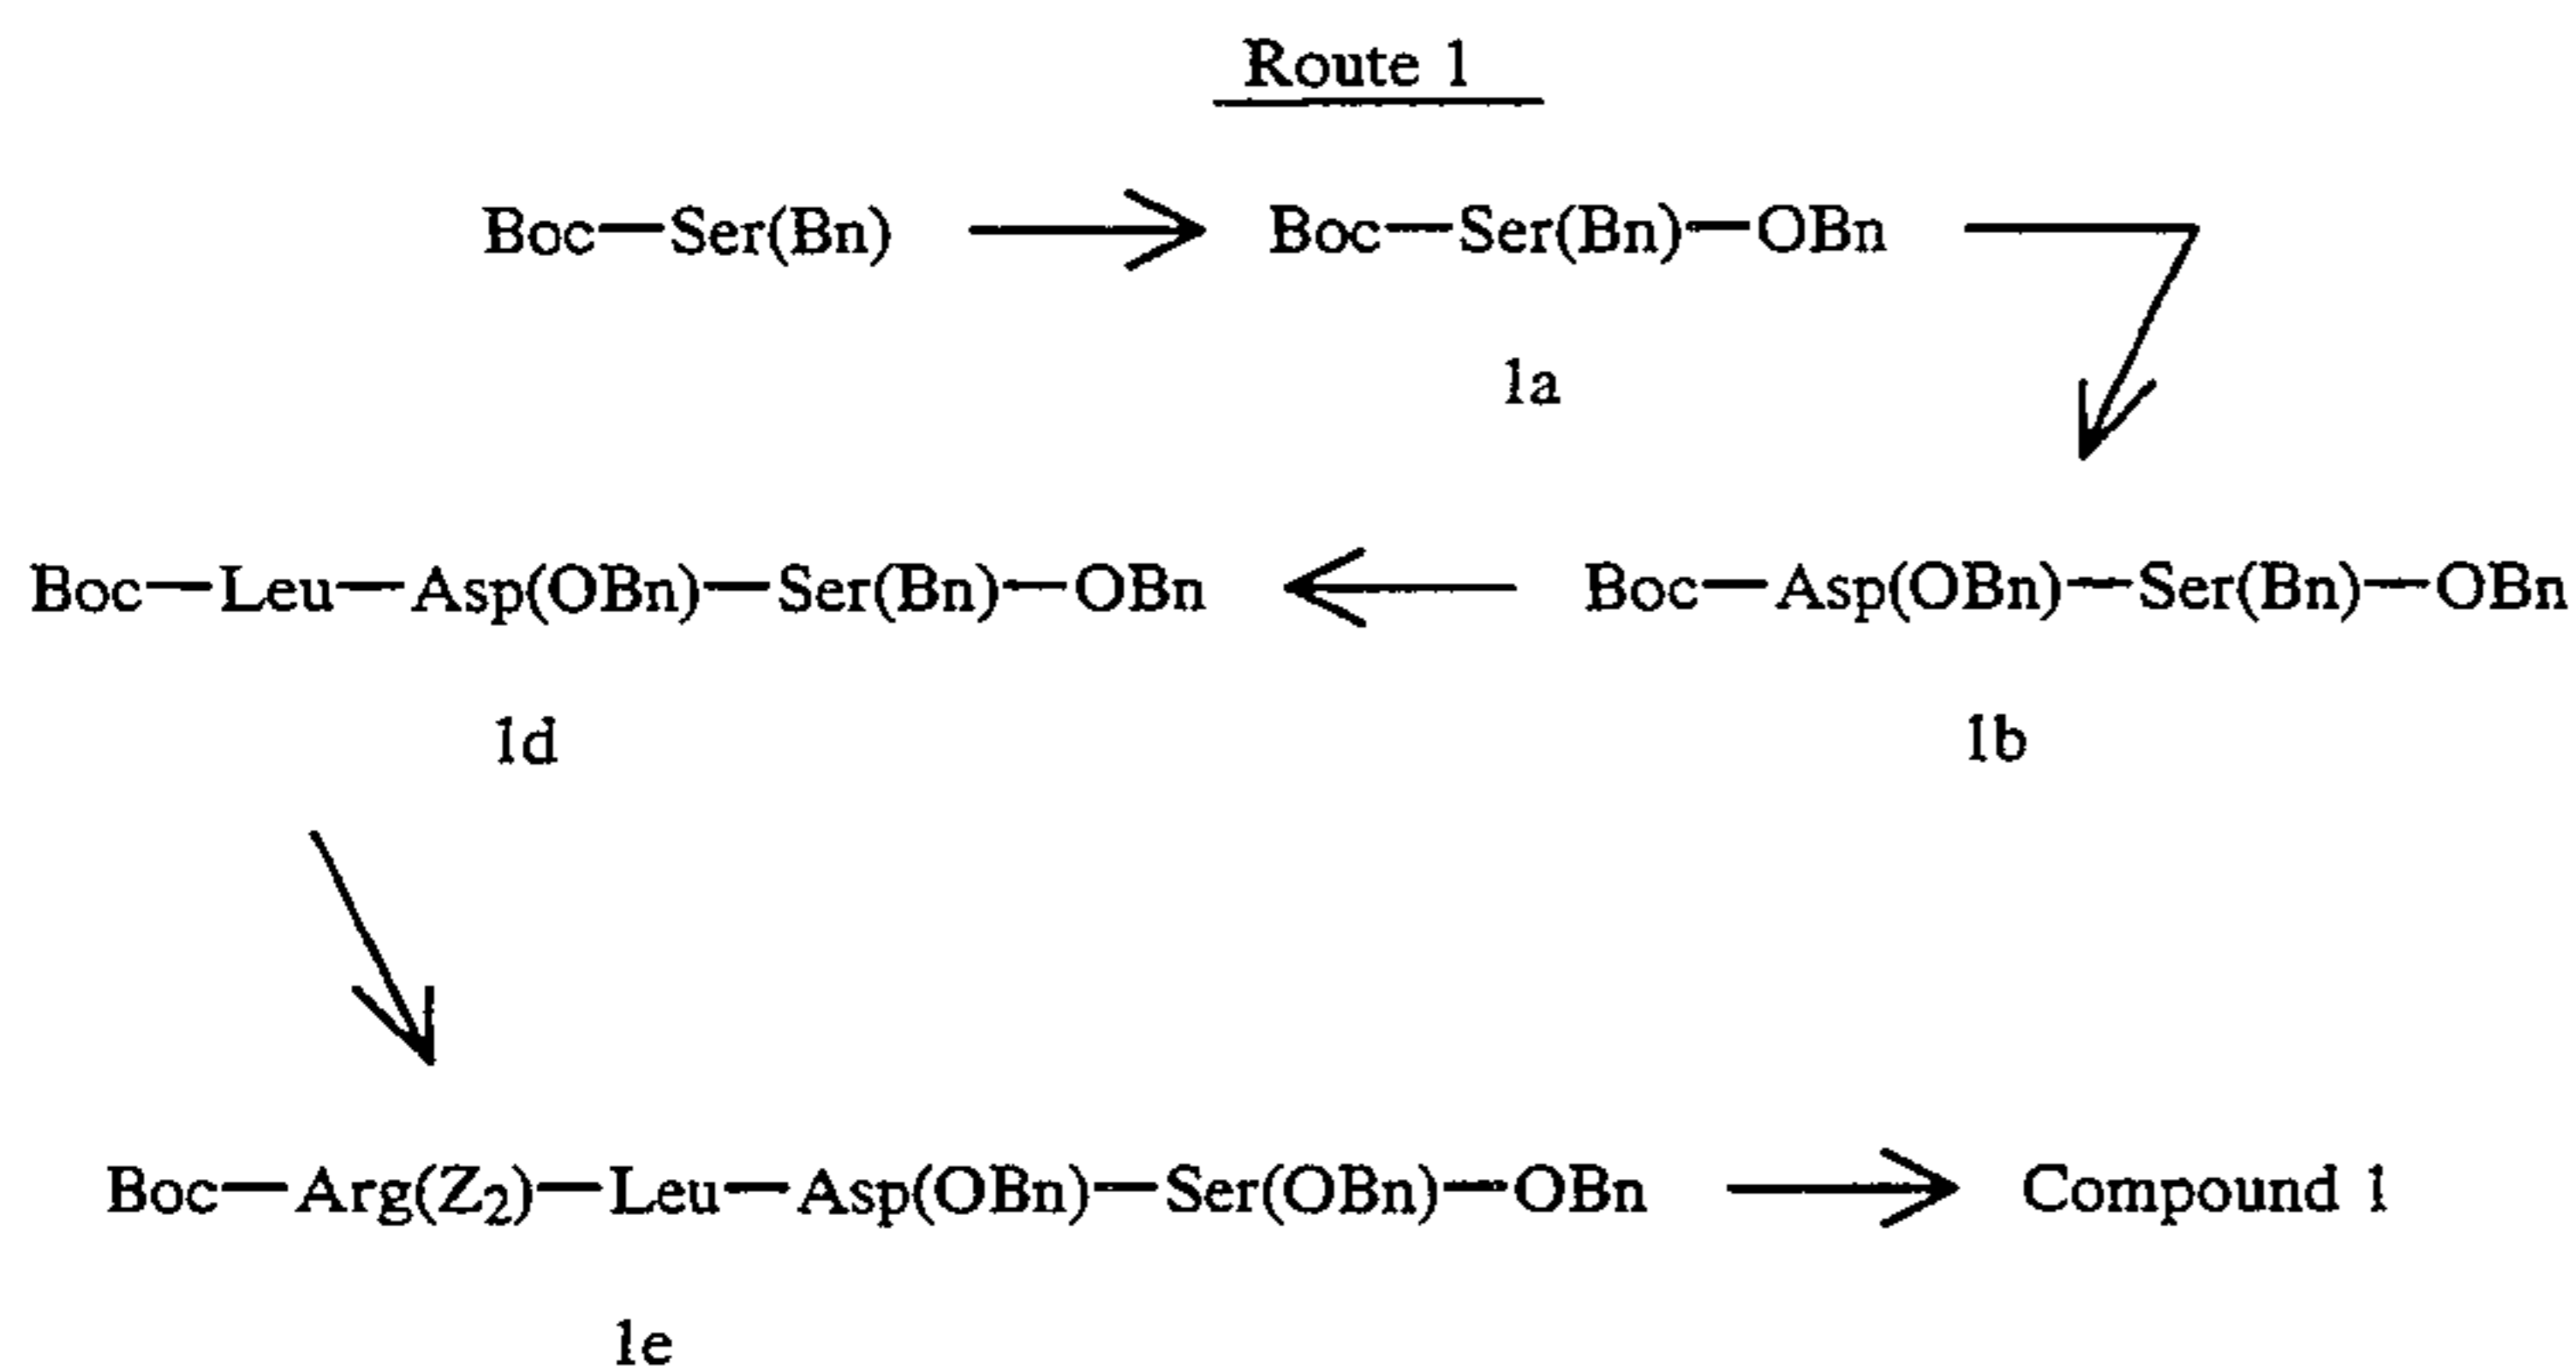 Route 1
Boc—Ser(Bn) Boc—Ser(Bn)—OBn
1a
Boc—Leu—Asp(OBn)—Ser(Bn)—OBn Boc—Asp(OBn)—Ser(Bn)—OBn
1d 1b
Boc—Arg(Z₂)—Leu—Asp(OBn)—Ser(OBn)—OBn Compound 1
1e